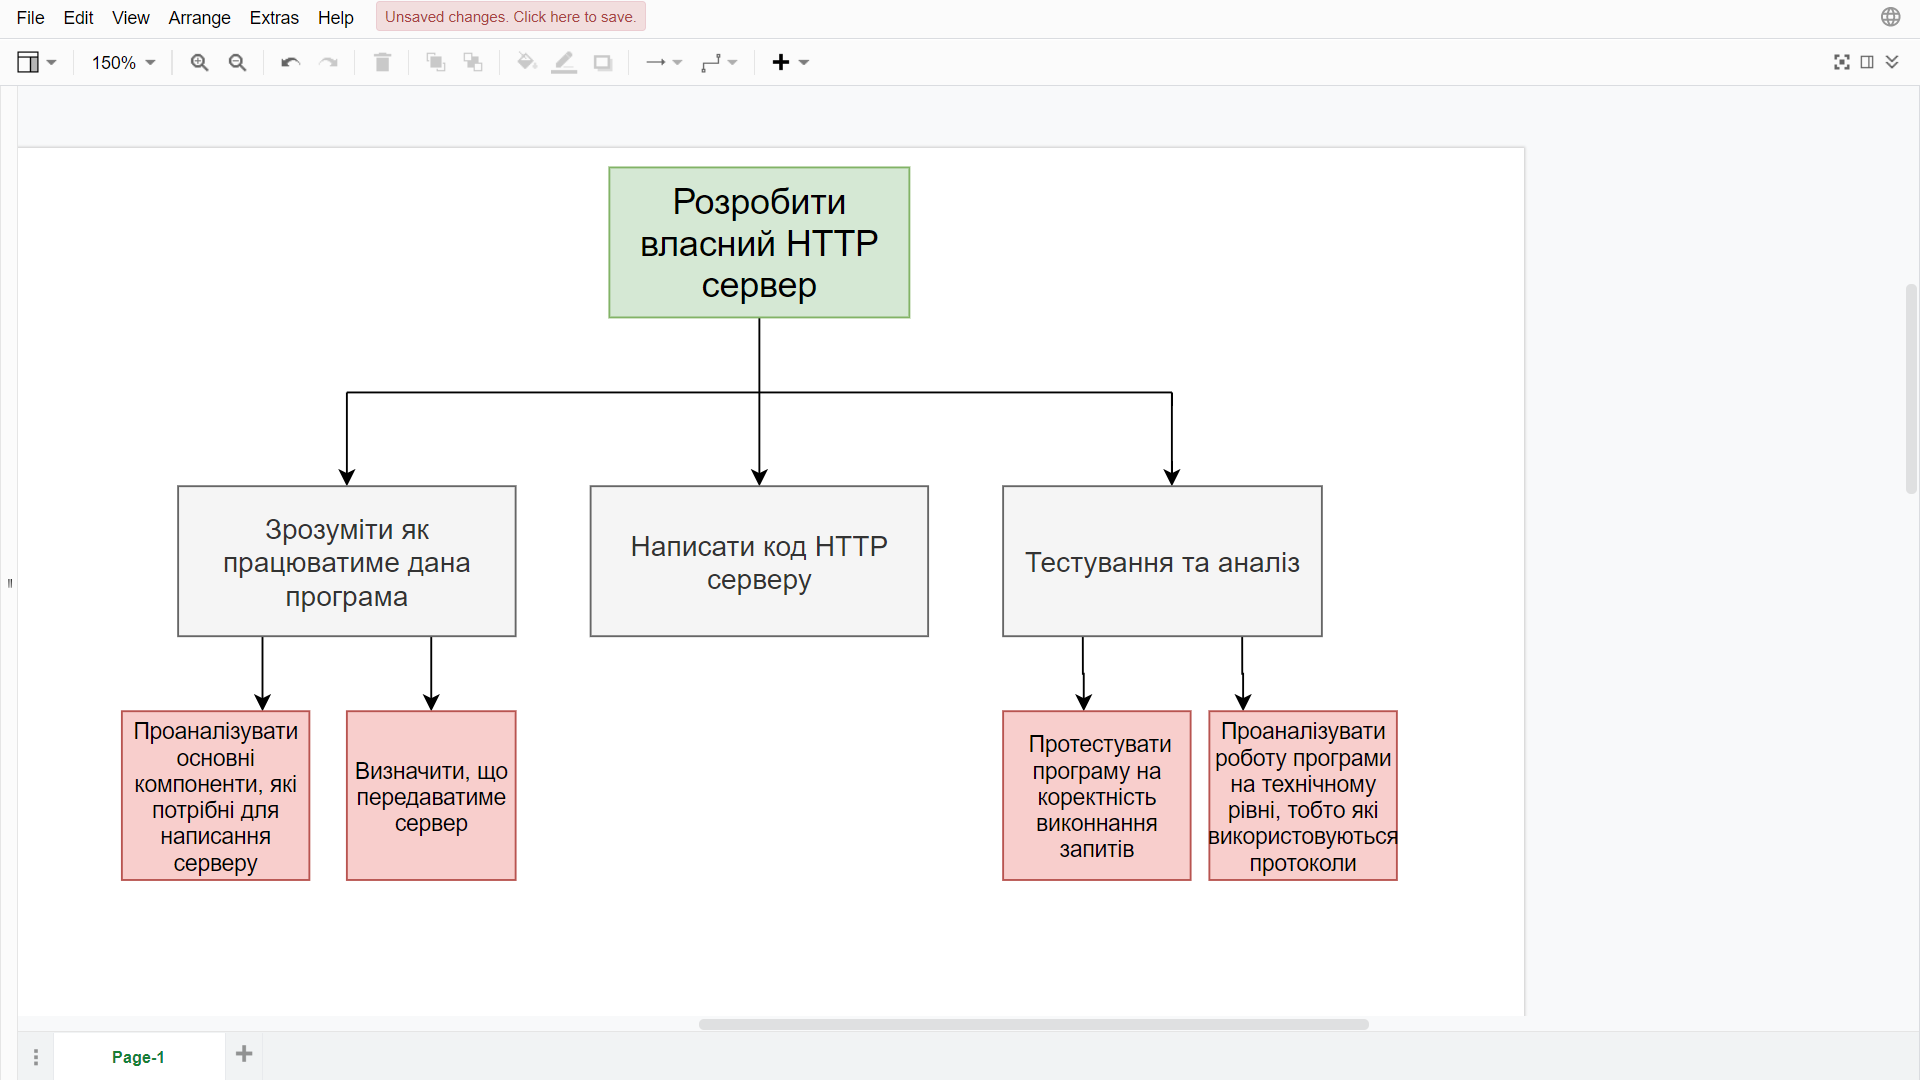 File Edit View Arrange Extras Help Unsaved changes. Click here to save.
150%
Розробити
власний HTTP
сервер
Зрозуміти як
працюватиме дана
програма
Написати код HTTP
серверу
Тестування та аналіз
Проаналізувати
основні
компоненти, які
потрібні для
написання
серверу
Визначити, що
передаватиме
сервер
Протестувати
програму на
коректність
виконнання
запитів
Проаналізувати
роботу програми
на технічному
рівні, тобто які
використовуються
протоколи
Page-1